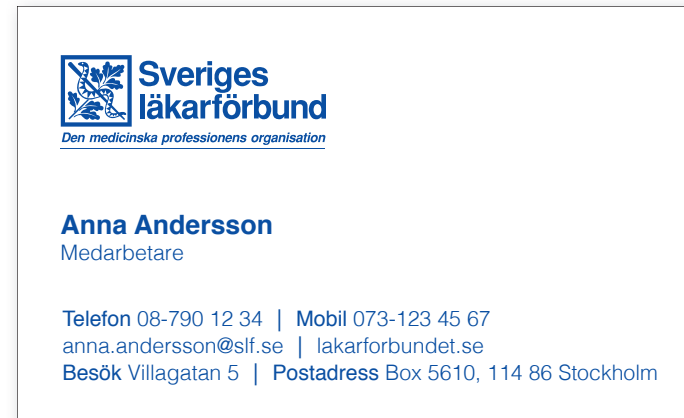 Sveriges
läkarförbund
Den medicinska professionens organisation
Anna Andersson
Medarbetare
Telefon 08-790 12 34 | Mobil 073-123 45 67
anna.andersson@slf.se | lakarforbundet.se
Besök Villagatan 5 | Postadress Box 5610, 114 86 Stockholm